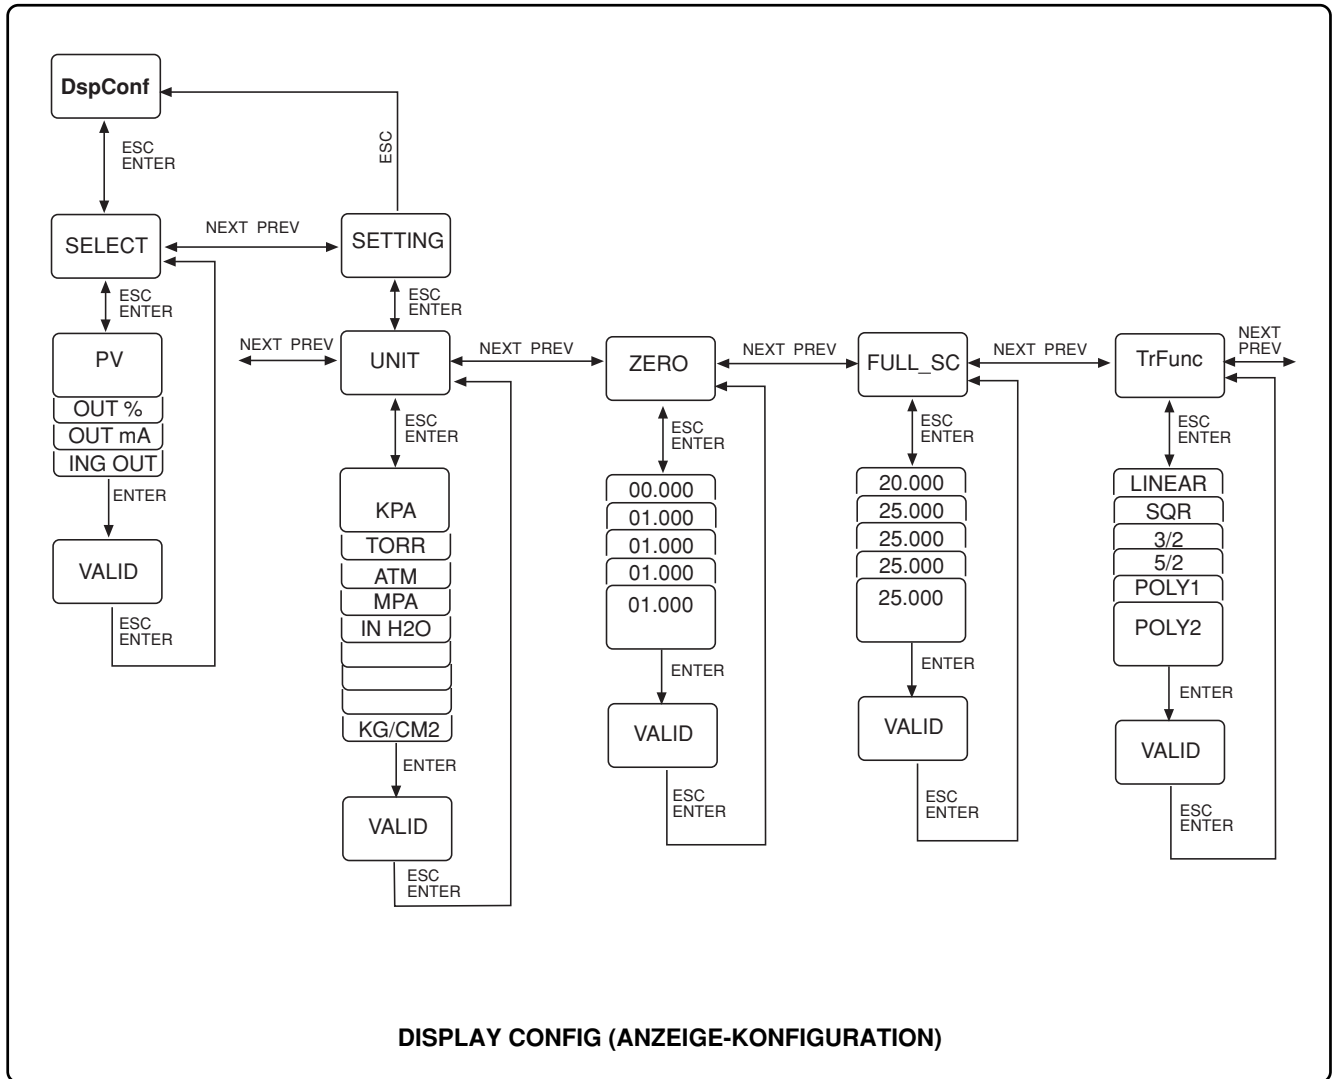 DspConf
ESC
ENTER
ESC
SELECT
NEXT PREV
SETTING
ESC
ENTER
PV
OUT %
OUT mA
ING OUT
ENTER
VALID
ESC
ENTER
ESC
ENTER
NEXT PREV
UNIT
NEXT PREV
ZERO
NEXT PREV
FULL_SC
NEXT PREV
TrFunc
NEXT
PREV
ESC
ENTER
KPA
TORR
ATM
MPA
IN H2O
KG/CM2
ENTER
VALID
ESC
ENTER
ESC
ENTER
00.000
01.000
01.000
01.000
01.000
ENTER
VALID
ESC
ENTER
ESC
ENTER
20.000
25.000
25.000
25.000
25.000
ENTER
VALID
ESC
ENTER
ESC
ENTER
LINEAR
SQR
3/2
5/2
POLY1
POLY2
ENTER
VALID
ESC
ENTER
DISPLAY CONFIG (ANZEIGE-KONFIGURATION)